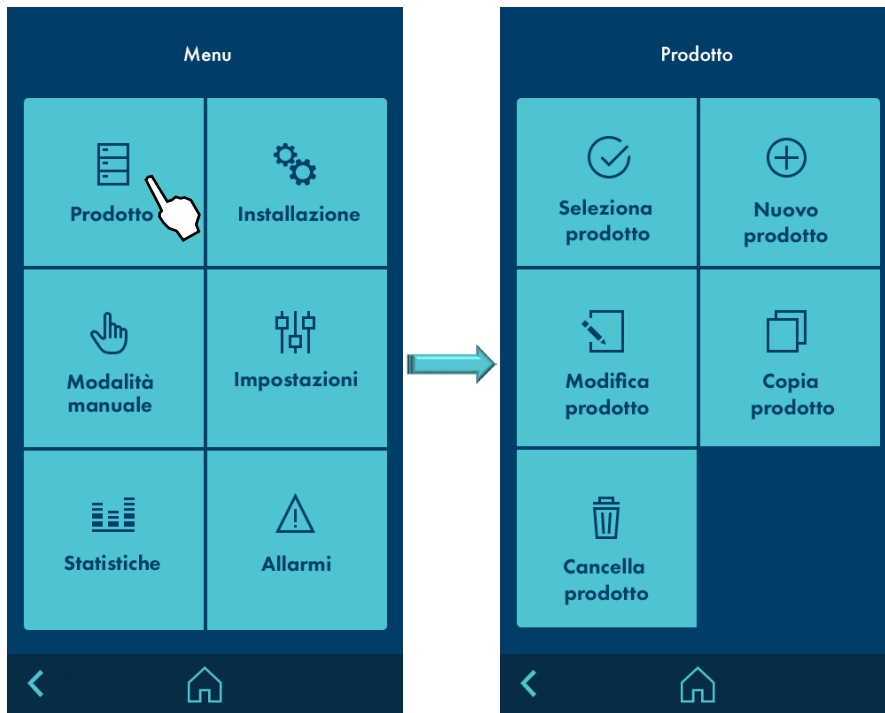 Menu
Prodotto
Installazione
Modalità
manuale
Impostazioni
Statistiche
Allarmi
Prodotto
Seleziona
prodotto
Nuovo
prodotto
Modifica
prodotto
Copia
prodotto
Cancella
prodotto